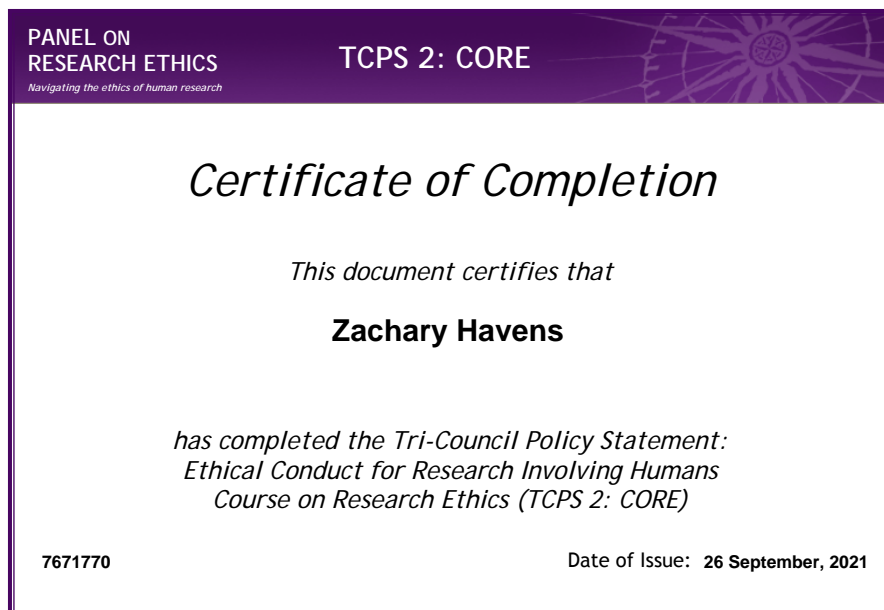 PANEL ON
RESEARCH ETHICS
Navigating the ethics of human research
TCPS 2: CORE
Certificate of Completion
This document certifies that
Zachary Havens
has completed the Tri-Council Policy Statement:
Ethical Conduct for Research Involving Humans
Course on Research Ethics (TCPS 2: CORE)
7671770
Date of Issue: 26 September, 2021